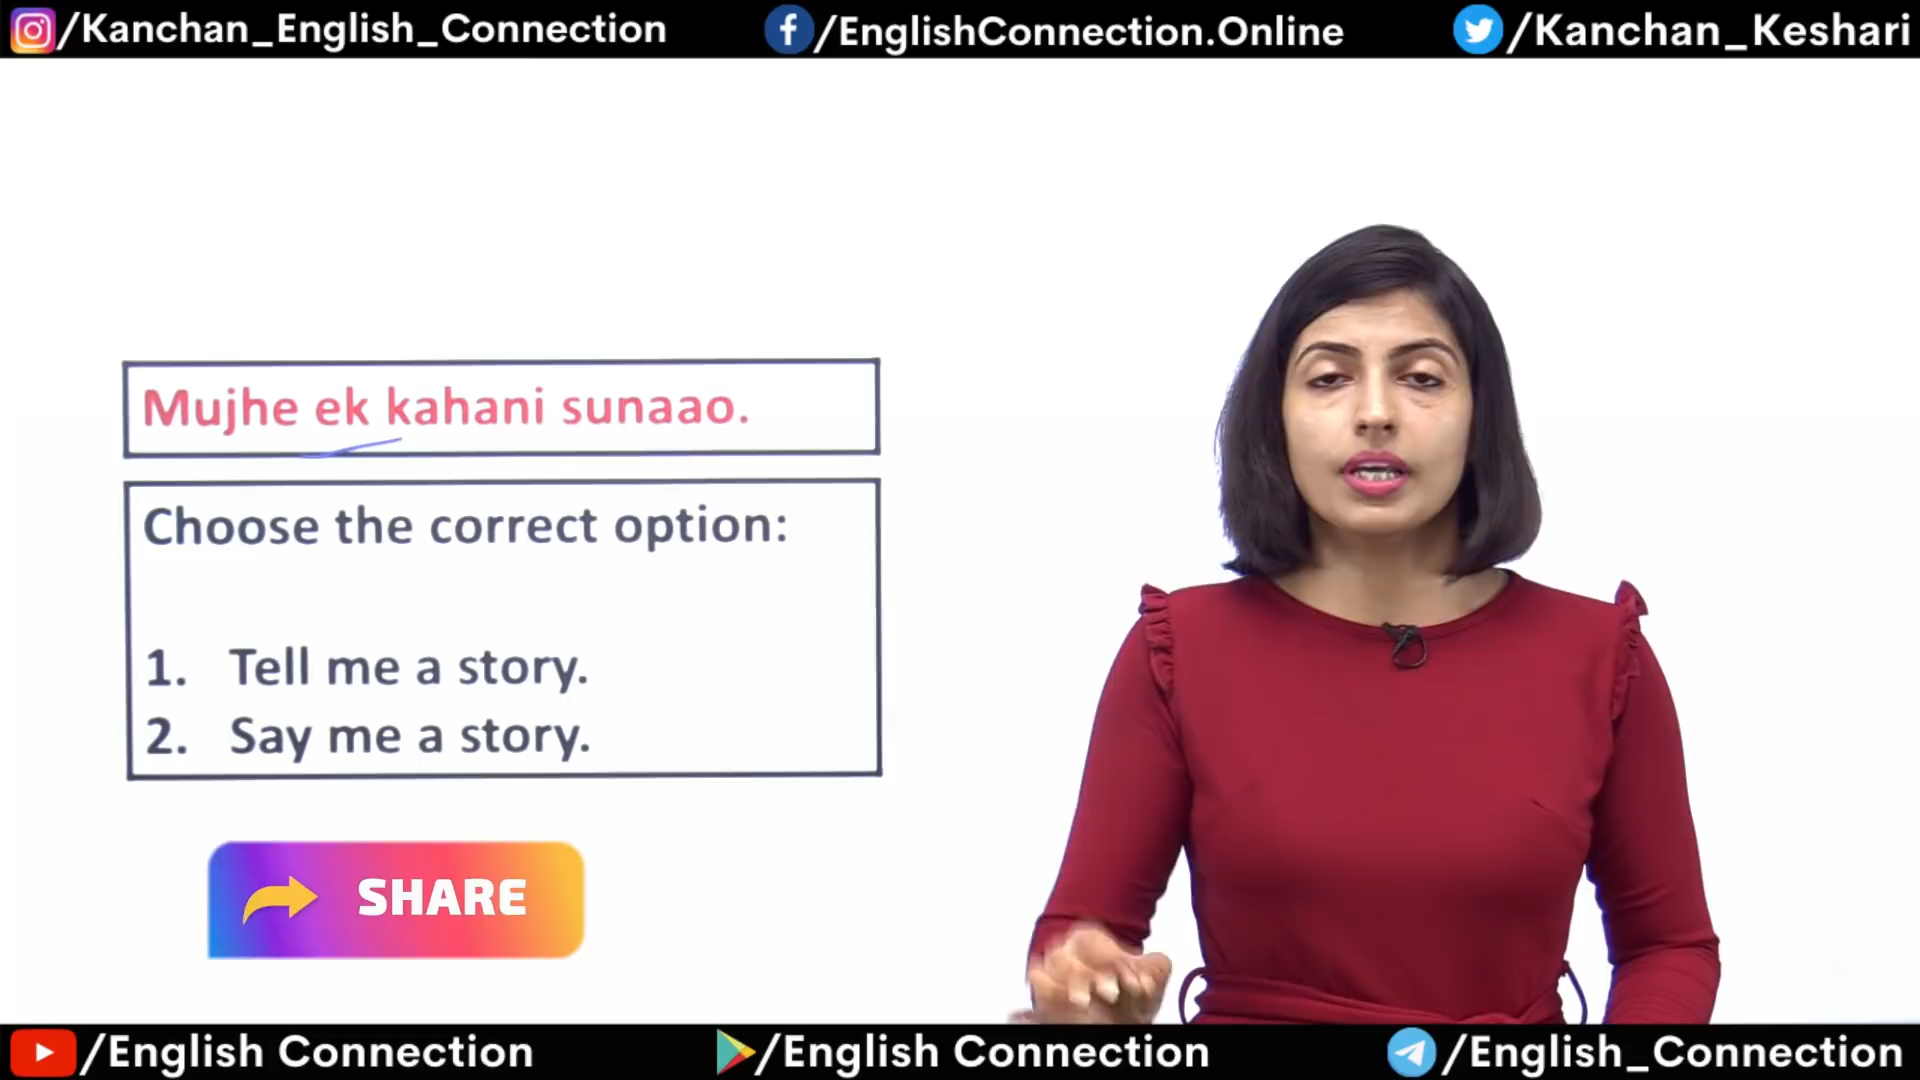 /Kanchan_English_Connection
/EnglishConnection.Online
/Kanchan_Keshari
Mujhe ek kahani sunaao.
Choose the correct option:
1. Tell me a story.
2. Say me a story.
SHARE
/English Connection
/English Connection
/English_Connection